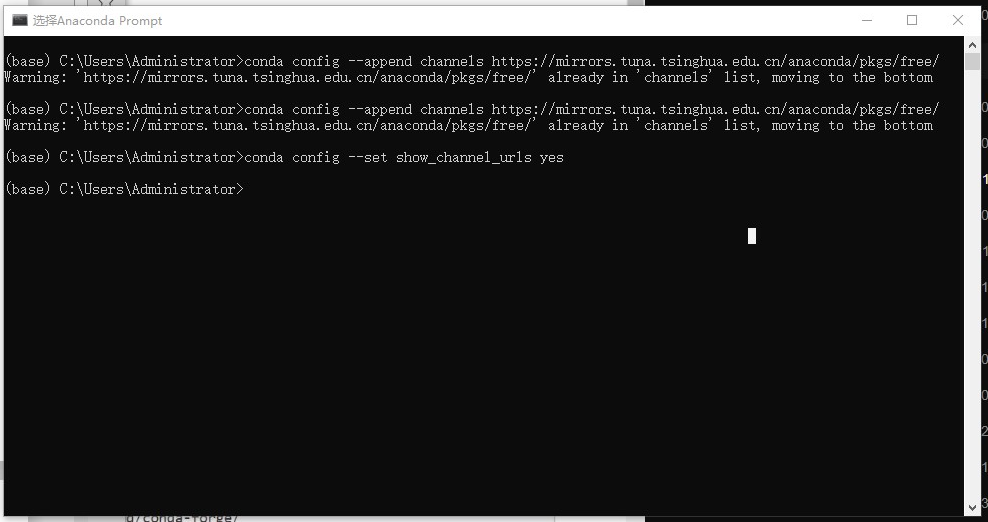 选择Anaconda Prompt
(base) C:\Users\Administrator>conda config --append channels https://mirrors.tuna.tsinghua.edu.cn/anaconda/pkgs/free/
Warning: 'https://mirrors.tuna.tsinghua.edu.cn/anaconda/pkgs/free/' already in 'channels' list, moving to the bottom
(base) C:\Users\Administrator>conda config --append channels https://mirrors.tuna.tsinghua.edu.cn/anaconda/pkgs/free/
Warning: 'https://mirrors.tuna.tsinghua.edu.cn/anaconda/pkgs/free/' already in 'channels' list, moving to the bottom
(base) C:\Users\Administrator>conda config --set show_channel_urls yes
(base) C:\Users\Administrator>